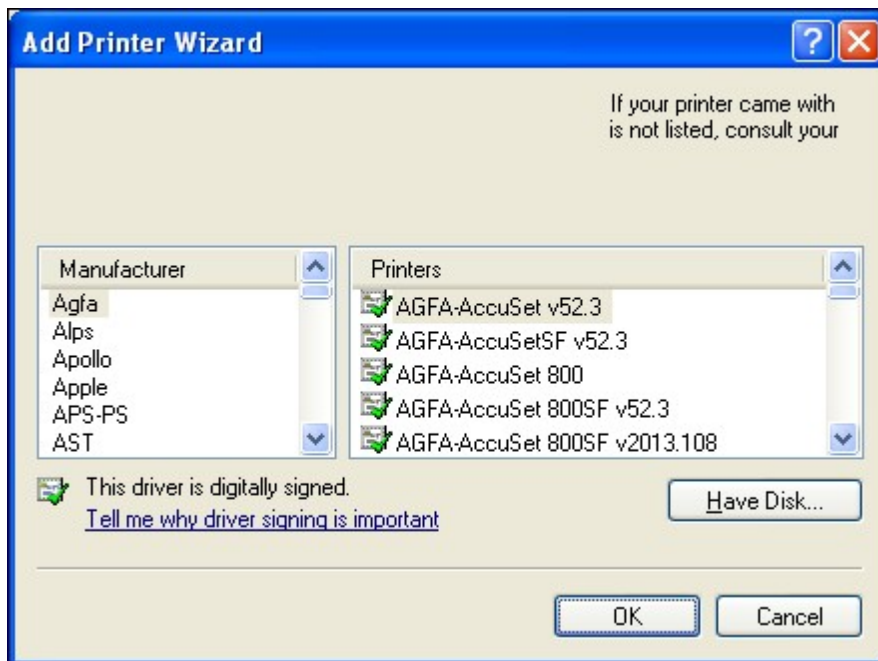 Add Printer Wizard
If your printer came with
is not listed, consult your
Manufacturer
Agfa
Alps
Apollo
Apple
APS-PS
AST
Printers
AGFA-AccuSet v52.3
AGFA-AccuSetSF v52.3
AGFA-AccuSet 800
AGFA-AccuSet 800SF v52.3
AGFA-AccuSet 800SF v2013.108
This driver is digitally signed.
Tell me why driver signing is important
Have Disk...
OK
Cancel